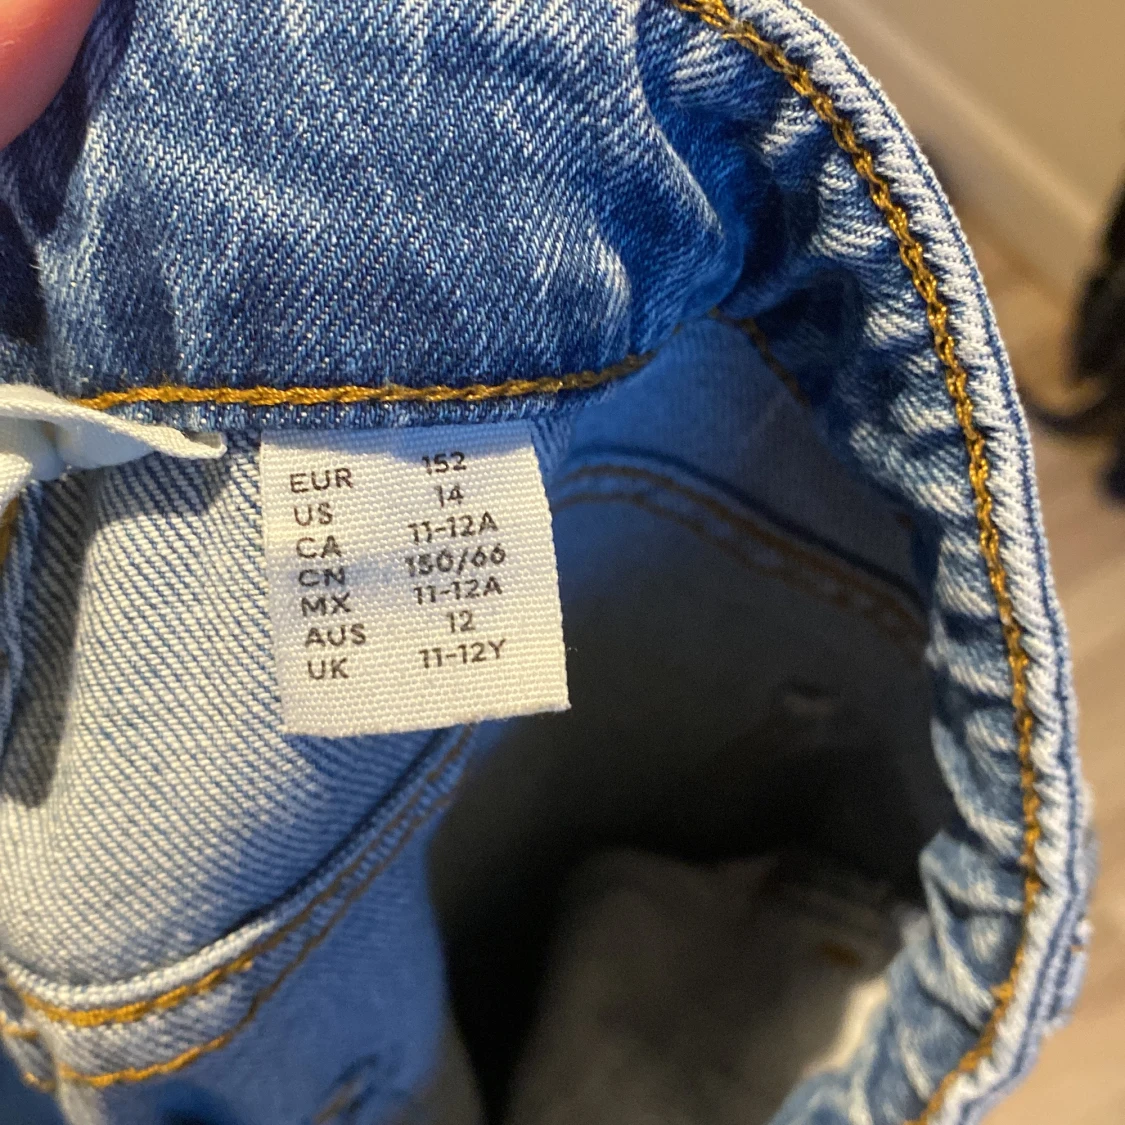 EUR 152
US 14
CA 11-12A
CN 150/66
MX 11-12A
AUS 12
UK 11-12Y